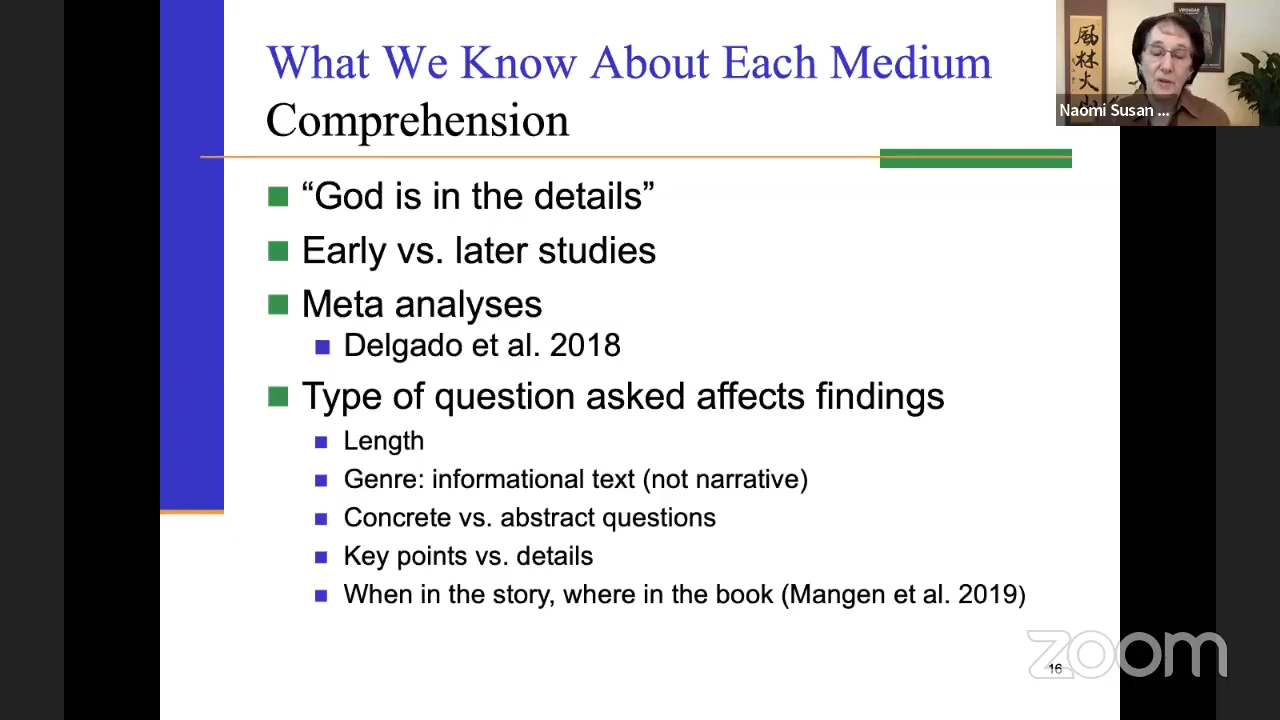 What We Know About Each Medium
Comprehension
“God is in the details”
Early vs. later studies
Meta analyses
Delgado et al. 2018
Type of question asked affects findings
Length
Genre: informational text (not narrative)
Concrete vs. abstract questions
Key points vs. details
When in the story, where in the book (Mangen et al. 2019)
16
zoom
風
林
火
Naomi Susan ...